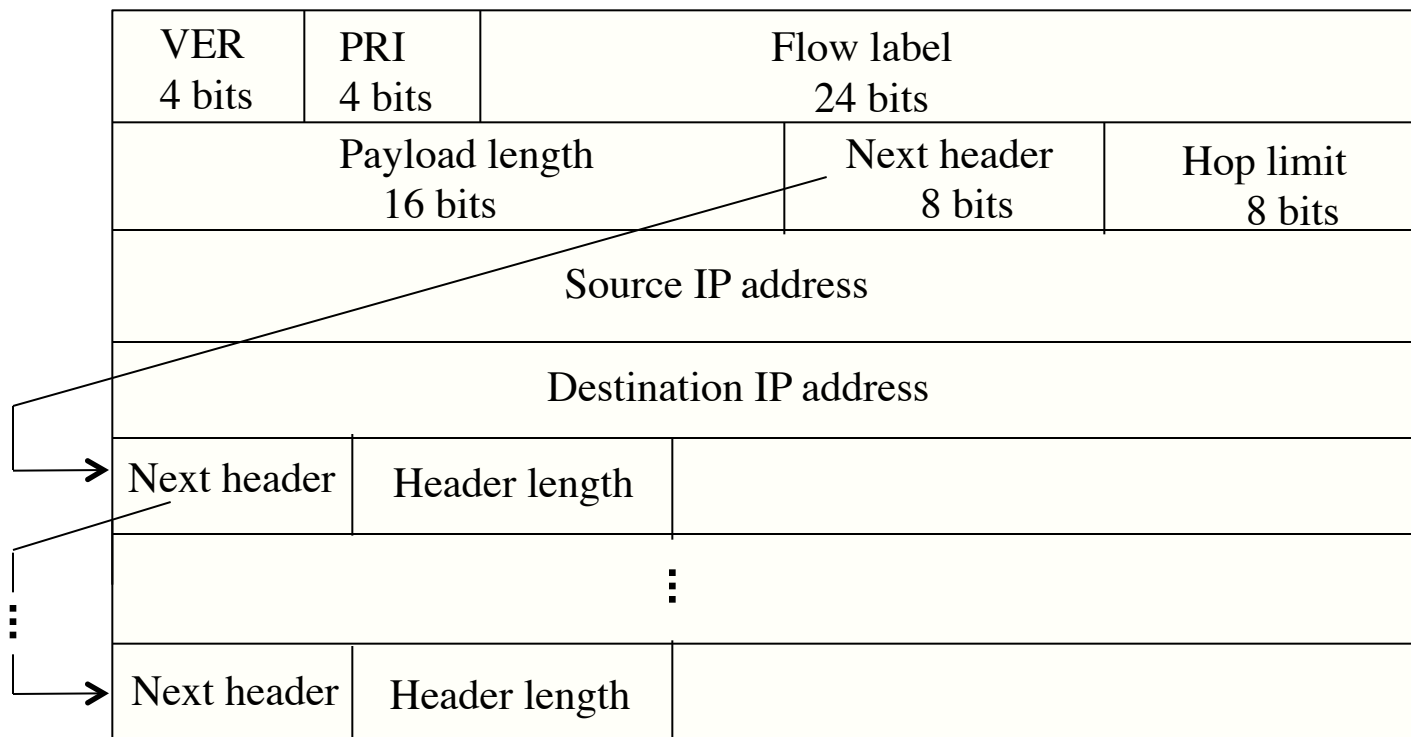 VER
4 bits
PRI
4 bits
Flow label
24 bits
Payload length
16 bits
Next header
8 bits
Hop limit
8 bits
Source IP address
Destination IP address
Next header
Header length
Next header
Header length